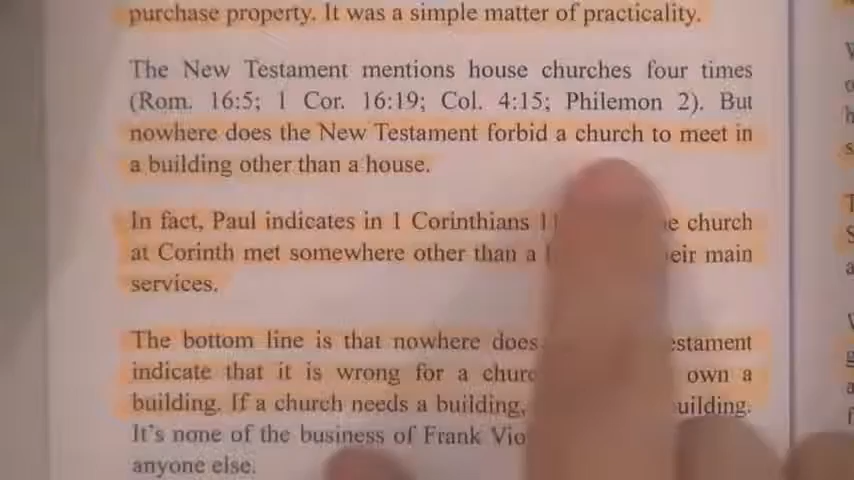 purchase property. It was a simple matter of practicality.
The New Testament mentions house churches four times
(Rom. 16:5; 1 Cor. 16:19; Col. 4:15; Philemon 2). But
nowhere does the New Testament forbid a church to meet in
a building other than a house.
In fact, Paul indicates in 1 Corinthians church
at Corinth met somewhere other than a main
services.
The bottom line is that nowhere does
indicate that it is wrong for a own a
building. If a church needs a building,
It's none of the business of Frank
anyone else.